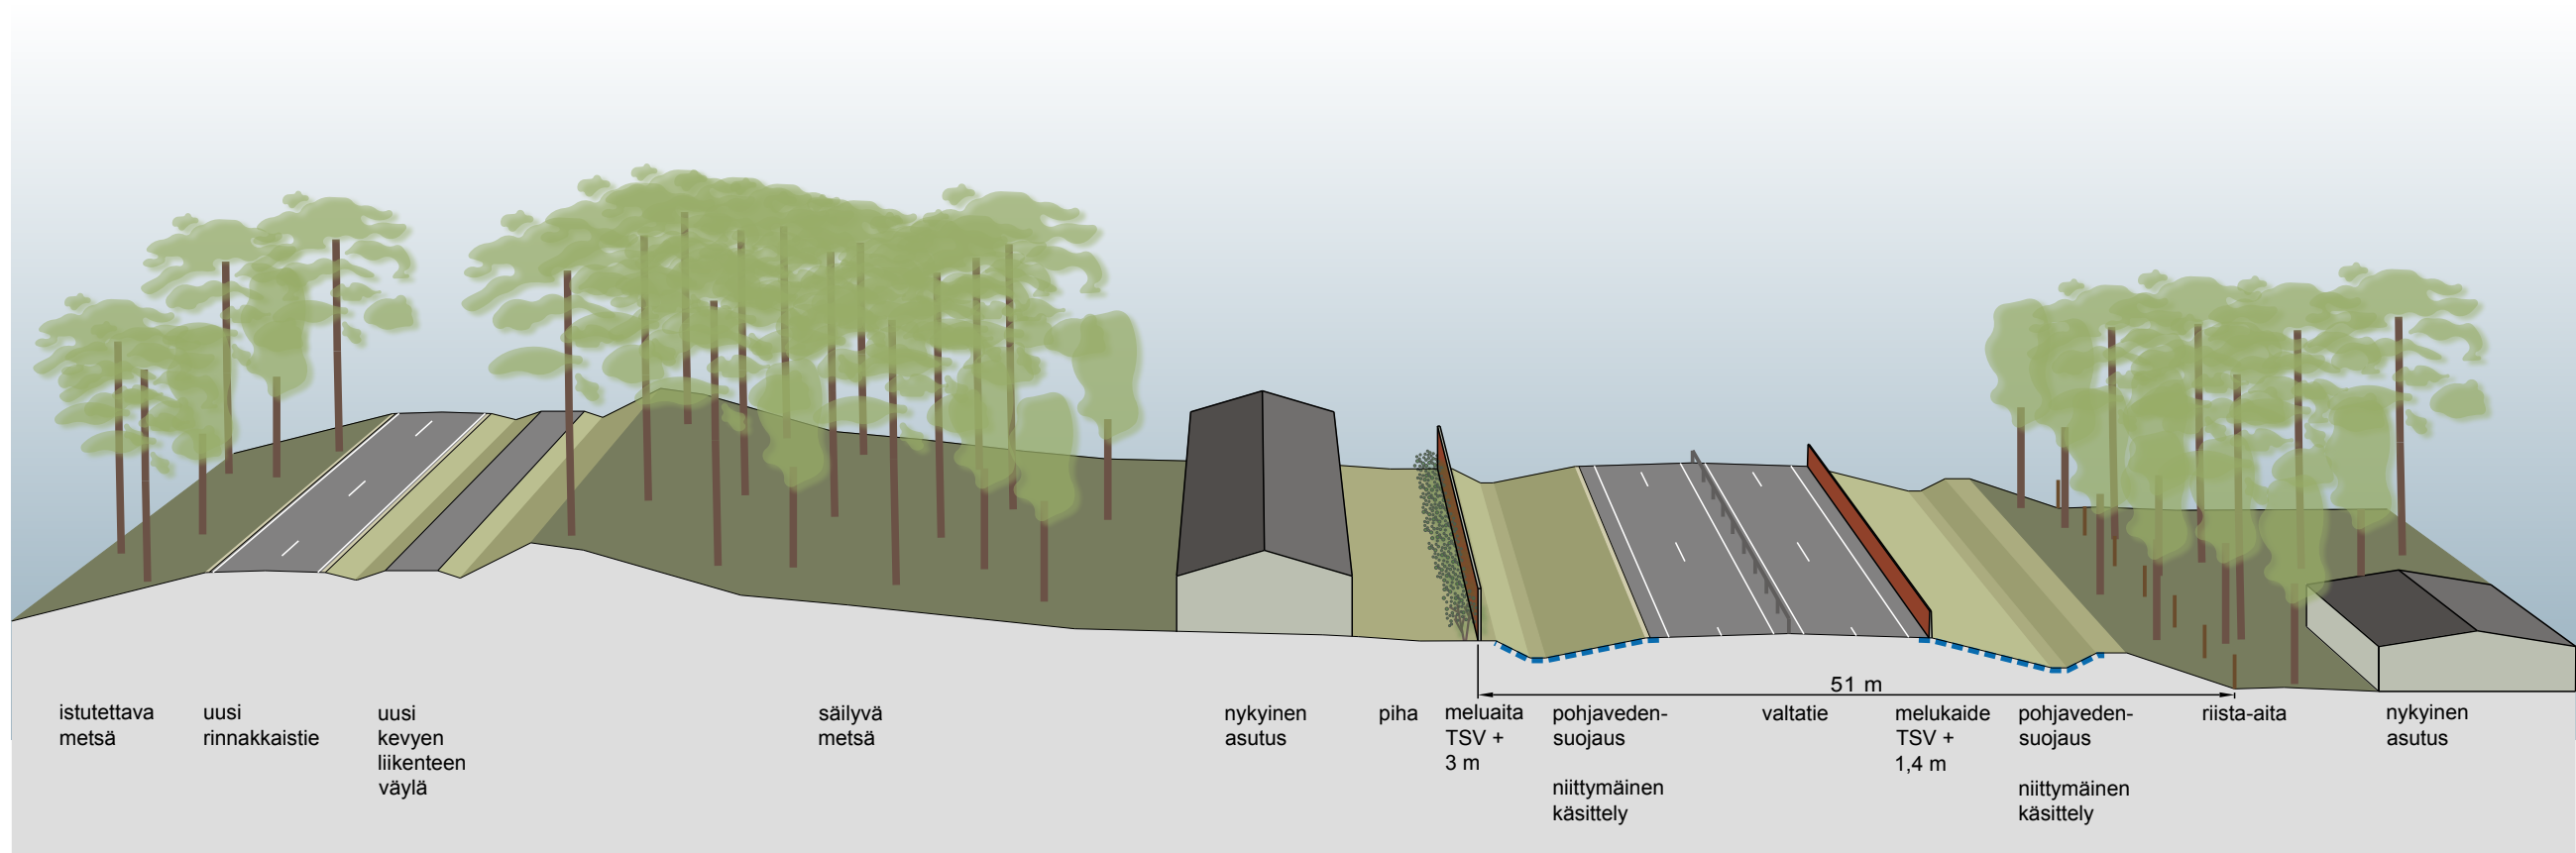 51 m
istutettava
metsä
uusi
rinnakkaistie
uusi
kevyen
liikenteen
väylä
säilyvä
metsä
nykyinen
asutus
piha
meluaita
TSV +
3 m
pohjaveden-
suojaus
niittymäinen
käsittely
valtatie
melukaide
TSV +
1,4 m
pohjaveden-
suojaus
niittymäinen
käsittely
riista-aita
nykyinen
asutus